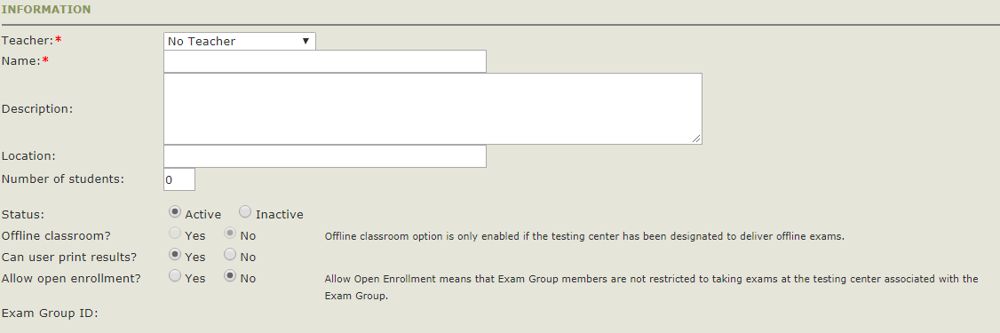 INFORMATION
Teacher:* No Teacher
Name:*
Description:
Location:
Number of students: 0
Status: Active Inactive
Offline classroom? Yes No Offline classroom option is only enabled if the testing center has been designated to deliver offline exams.
Can user print results? Yes No
Allow open enrollment? Yes No Allow Open Enrollment means that Exam Group members are not restricted to taking exams at the testing center associated with the
Exam Group.
Exam Group ID: